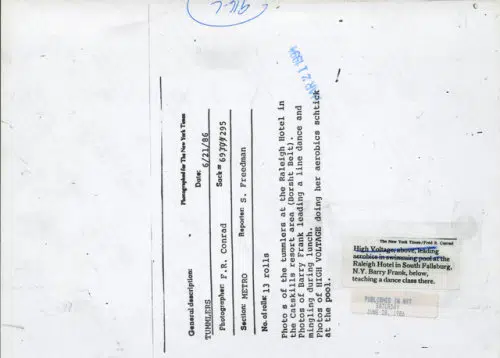 Photographed for The New York Times
General description:
Date: 6/21/86
TUMMLERS
Photographer: F.R. Conrad
Section: METRO
Reporter: S. Freedman
No. of rolls: 13 rolls
Photo s of the tumlers at the Raleigh Hotel in
the Catskills resort area (Borsht Belt).
Photos of Barry Frank leading a line dance and
mingling during lunch.
Photos of HIGH VOLTAGE doing her aerobics schtick
at the pool.
The New York Times/Fred R. Conrad
High Voltage, above, leading
aerobics in swimming pool at the
Raleigh Hotel in South Fallsburg,
N.Y. Barry Frank, below,
teaching a dance class there.
PUBLISHED IN NYT
SATURDAY
JUNE 28, 1986